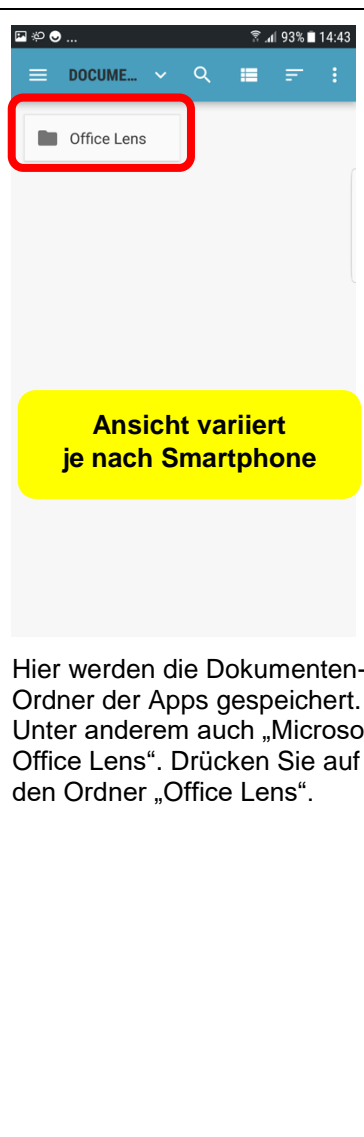 ... 93% 14:43
DOCUME...
Office Lens
Ansicht variiert
je nach Smartphone
Hier werden die Dokumenten-
Ordner der Apps gespeichert.
Unter anderem auch „Microso
Office Lens“. Drücken Sie auf
den Ordner „Office Lens“.